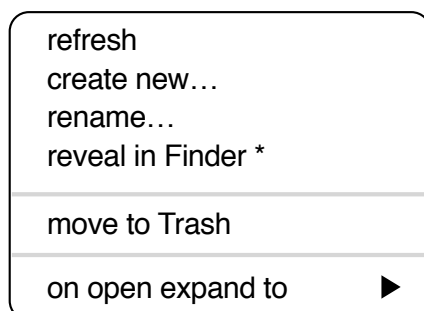 refresh
create new…
rename…
reveal in Finder *
move to Trash
on open expand to ▶